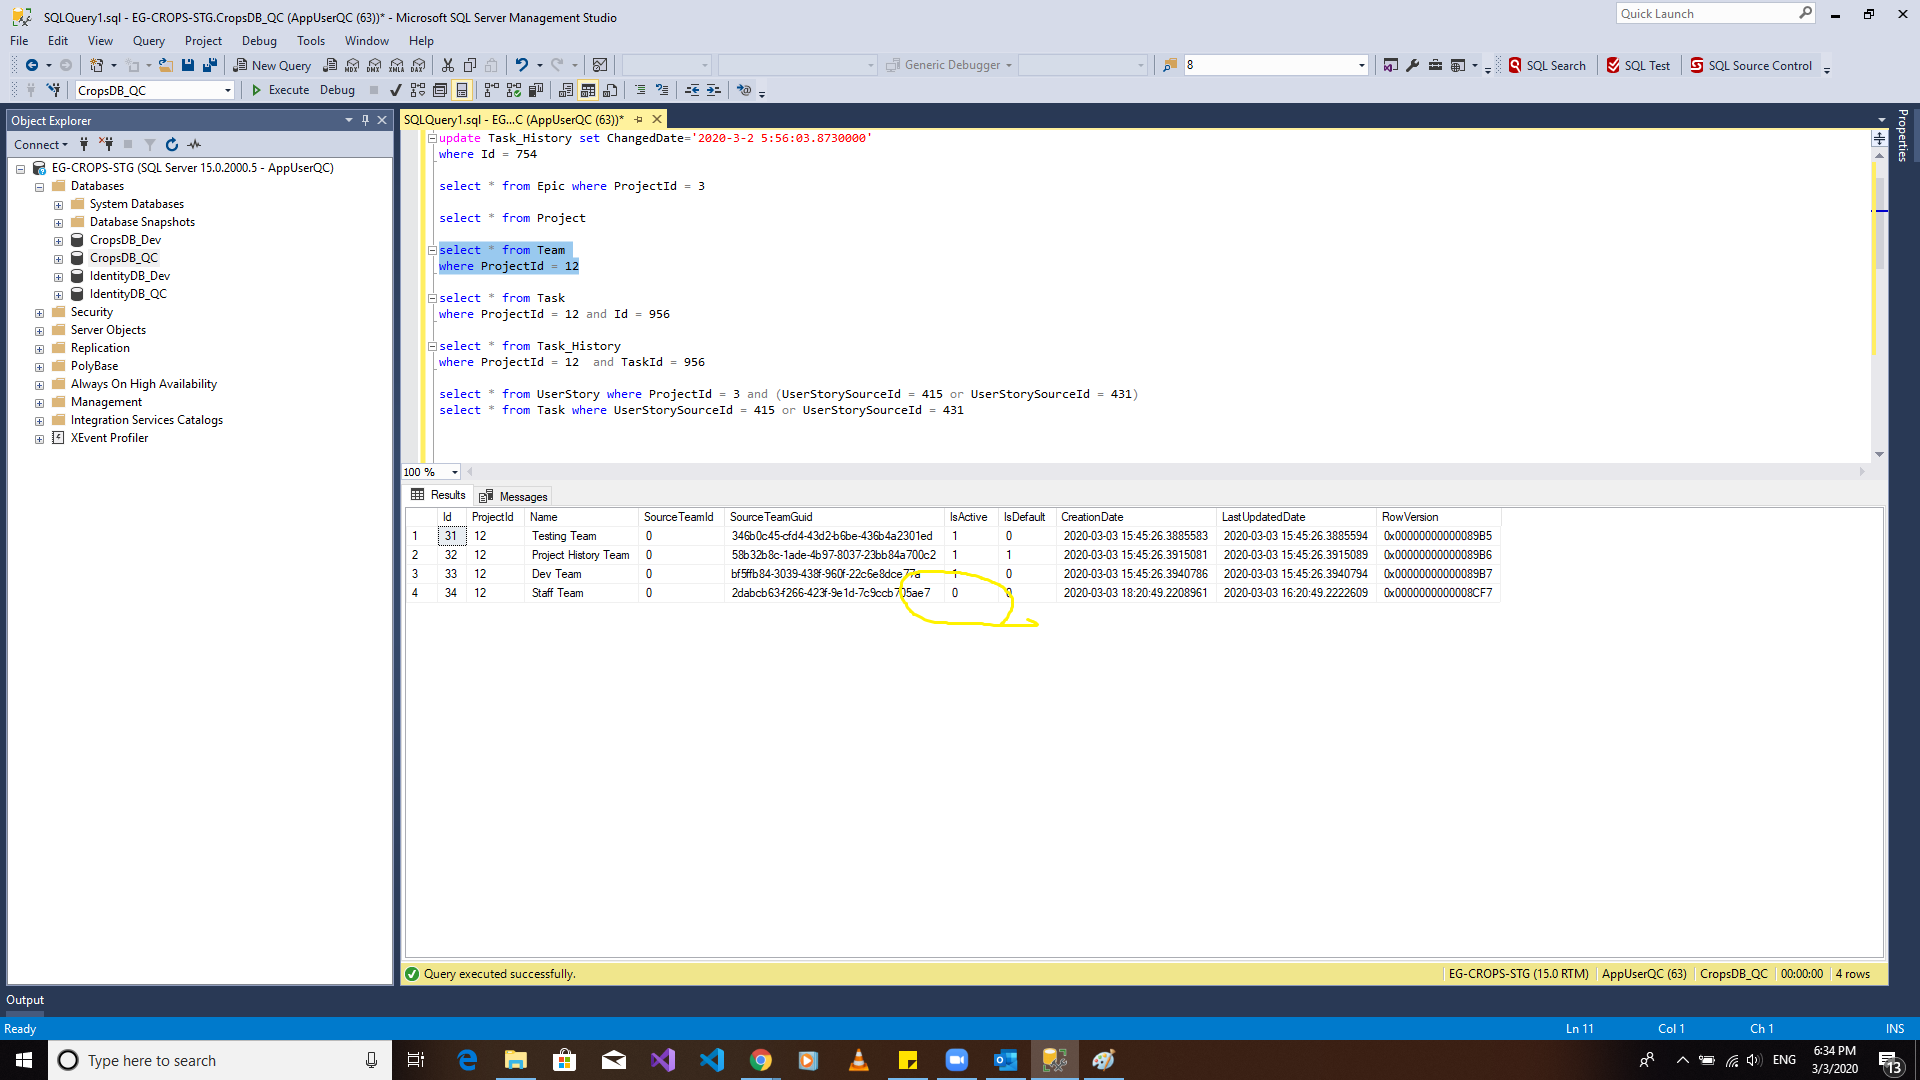 SQLQuery1.sql - EG-CROPS-STG.CropsDB_QC (AppUserQC (63))* - Microsoft SQL Server Management Studio
Quick Launch
File Edit View Query Project Debug Tools Window Help
New Query MDX DMX XMLA DAX Generic Debugger 8 SQL Search SQL Test SQL Source Control
CropsDB_QC Execute Debug
Object Explorer
Connect
EG-CROPS-STG (SQL Server 15.0.2000.5 - AppUserQC)
Databases
System Databases
Database Snapshots
CropsDB_Dev
CropsDB_QC
IdentityDB_Dev
IdentityDB_QC
Security
Server Objects
Replication
PolyBase
Always On High Availability
Management
Integration Services Catalogs
XEvent Profiler
SQLQuery1.sql - EG...C (AppUserQC (63))*
Properties
update Task_History set ChangedDate='2020-3-2 5:56:03.8730000'
where Id = 754
select * from Epic where ProjectId = 3
select * from Project
select * from Team
where ProjectId = 12
select * from Task
where ProjectId = 12 and Id = 956
select * from Task_History
where ProjectId = 12  and TaskId = 956
select * from UserStory where ProjectId = 3 and (UserStorySourceId = 415 or UserStorySourceId = 431)
select * from Task where UserStorySourceId = 415 or UserStorySourceId = 431
100 %
Results Messages
Id ProjectId Name SourceTeamId SourceTeamGuid IsActive IsDefault CreationDate LastUpdatedDate RowVersion
1 31 12 Testing Team 0 346b0c45-cfd4-43d2-b6be-436b4a2301ed 1 0 2020-03-03 15:45:26.3885583 2020-03-03 15:45:26.3885594 0x00000000000089B5
2 32 12 Project History Team 0 58b32b8c-1ade-4b97-8037-23bb84a700c2 1 1 2020-03-03 15:45:26.3915081 2020-03-03 15:45:26.3915089 0x00000000000089B6
3 33 12 Dev Team 0 bf5ffb84-3039-438f-960f-22c6e8dce77a 1 0 2020-03-03 15:45:26.3940786 2020-03-03 15:45:26.3940794 0x00000000000089B7
4 34 12 Staff Team 0 2dabcb63-f266-423f-9e1d-7c9ccb705ae7 0 0 2020-03-03 18:20:49.2208961 2020-03-03 16:20:49.2222609 0x0000000000008CF7
Query executed successfully. EG-CROPS-STG (15.0 RTM) AppUserQC (63) CropsDB_QC 00:00:00 4 rows
Output
Ready Ln 11 Col 1 Ch 1 INS
Type here to search ENG 6:34 PM
3/3/2020 13